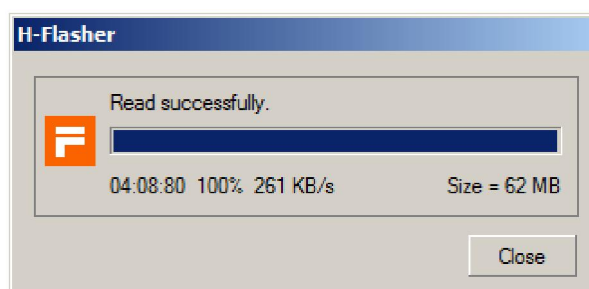 H-Flasher
Read successfully.
04:08:80 100% 261 KB/s Size = 62 MB
Close